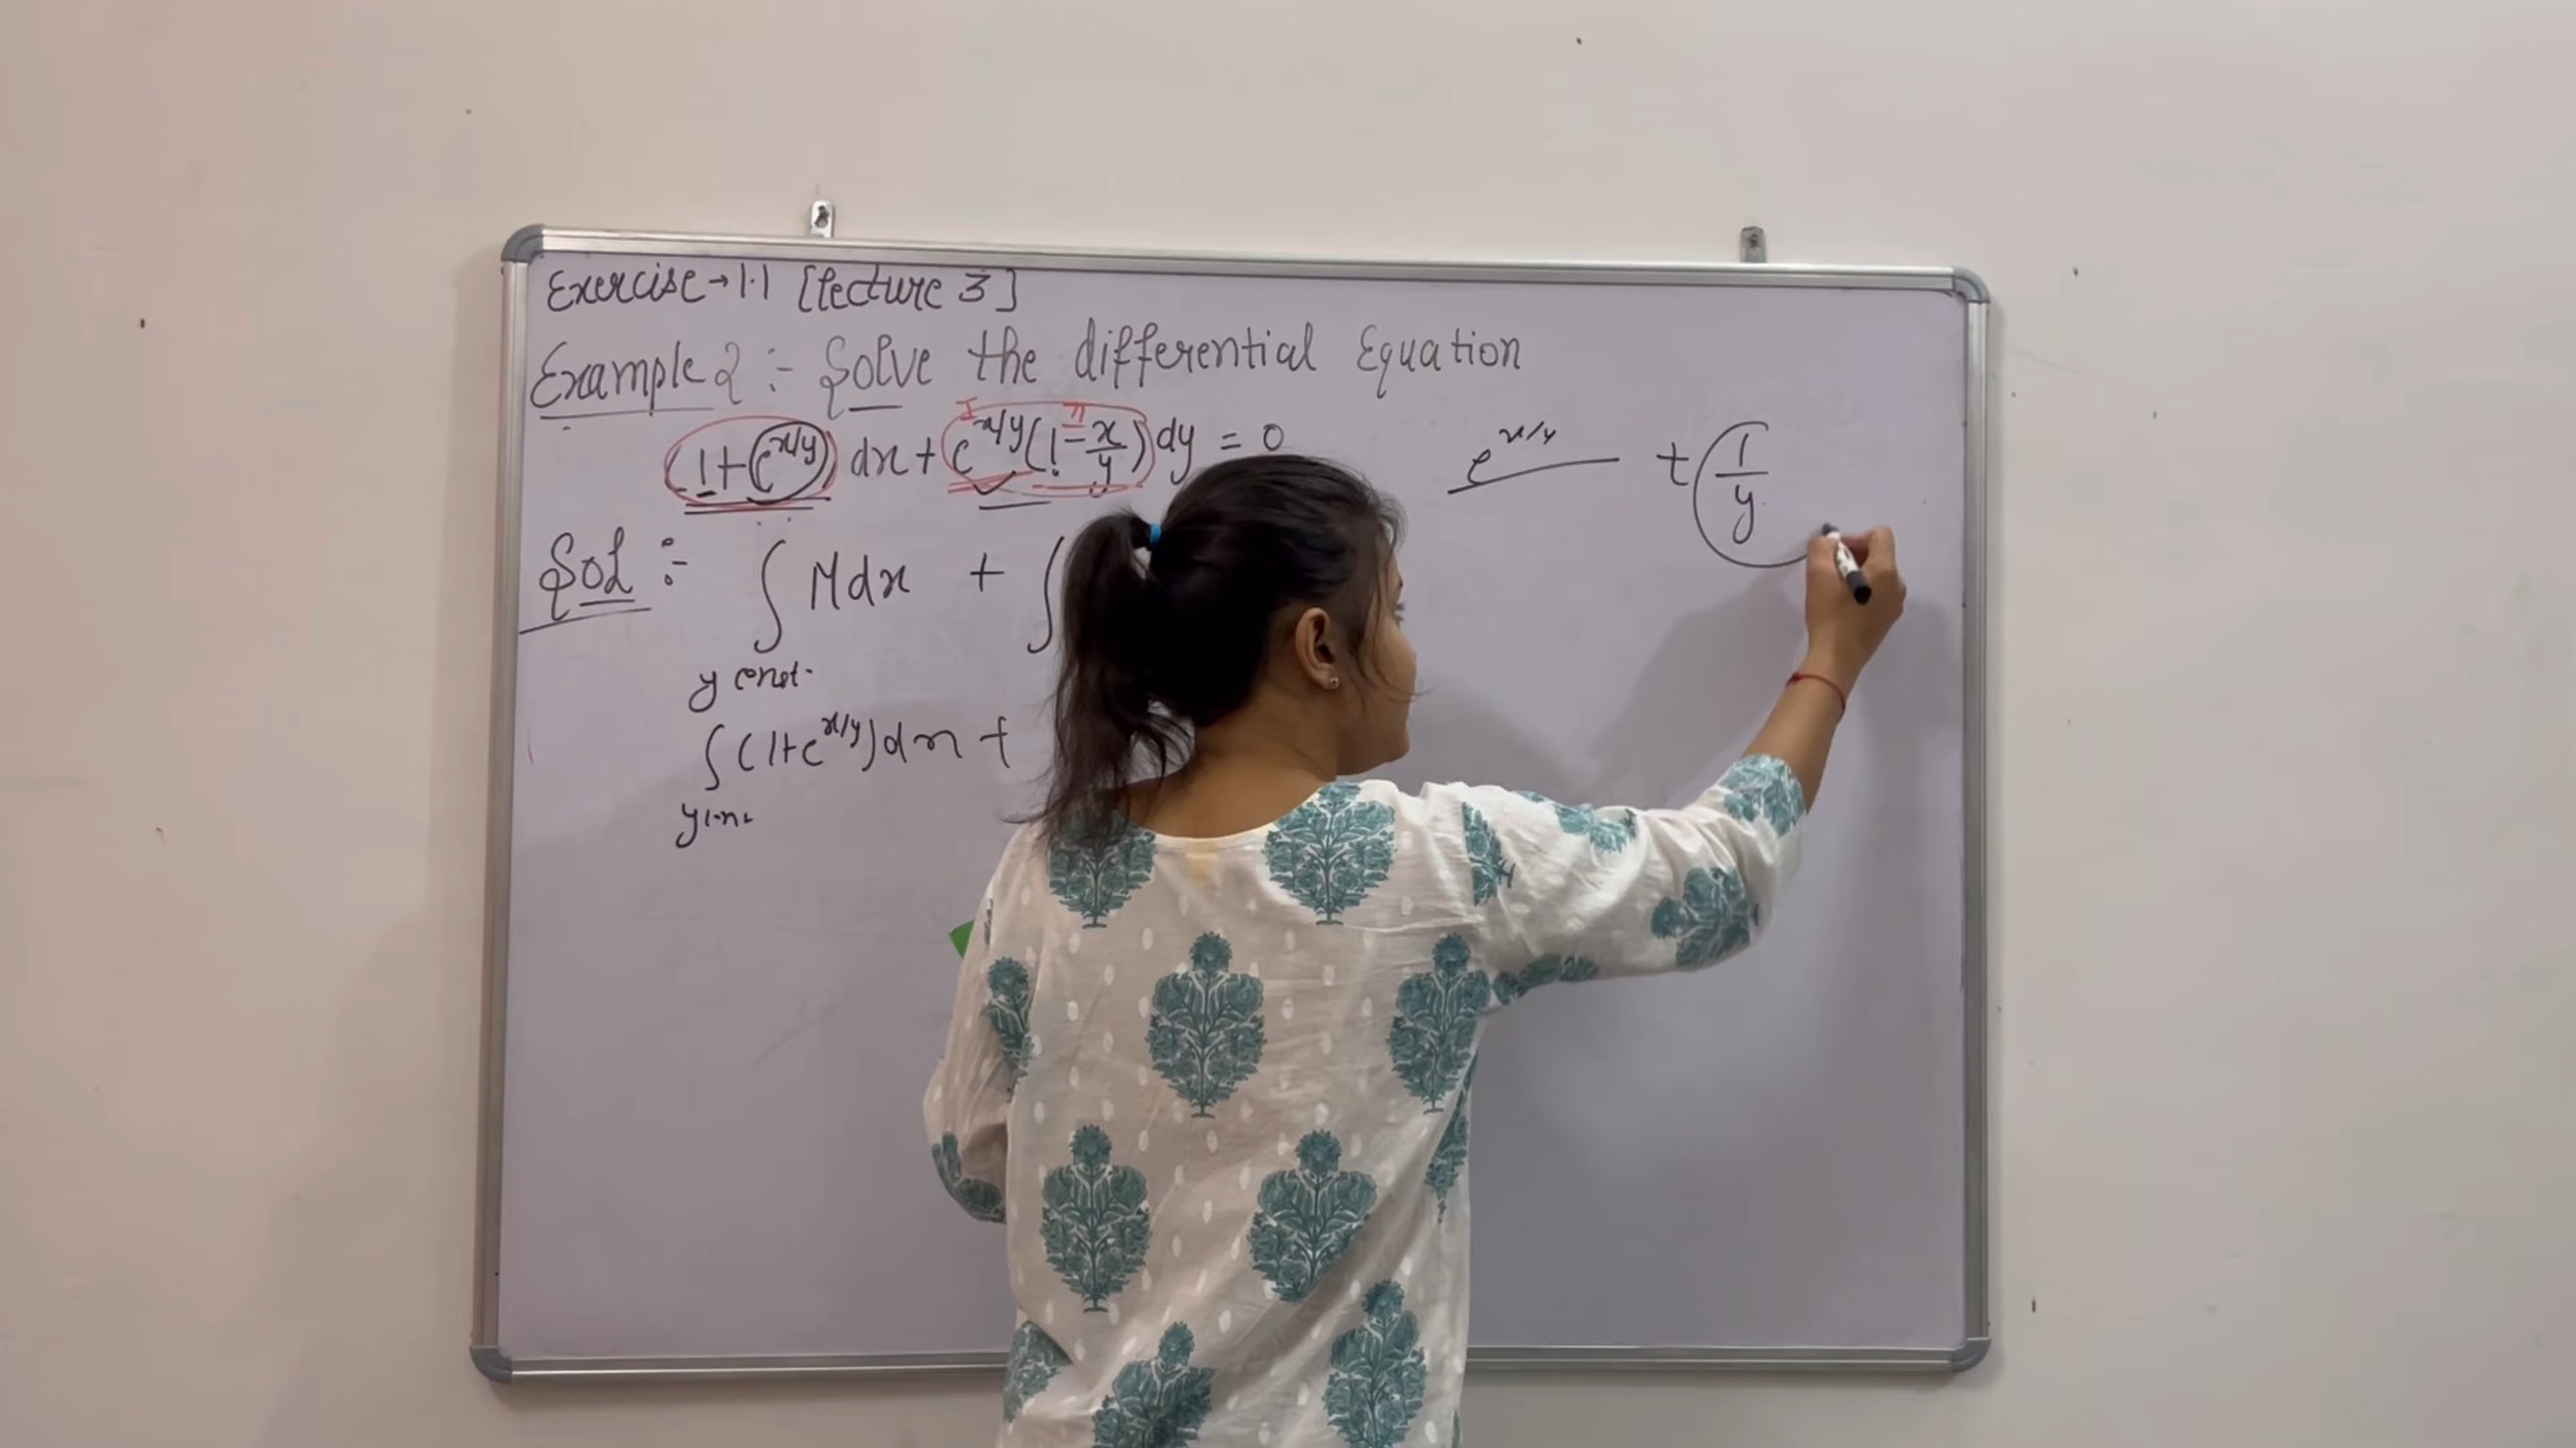 Exercise → 1.1 [lecture 3]
Example 2 :- Solve the differential Equation
(1+e^{x/y}) dx + e^{x/y} (1 - x/y) dy = 0
I II
e^{x/y} t 1/y
Sol :- ∫ M dx + ∫
y const.
∫ (1+e^{x/y}) dx +